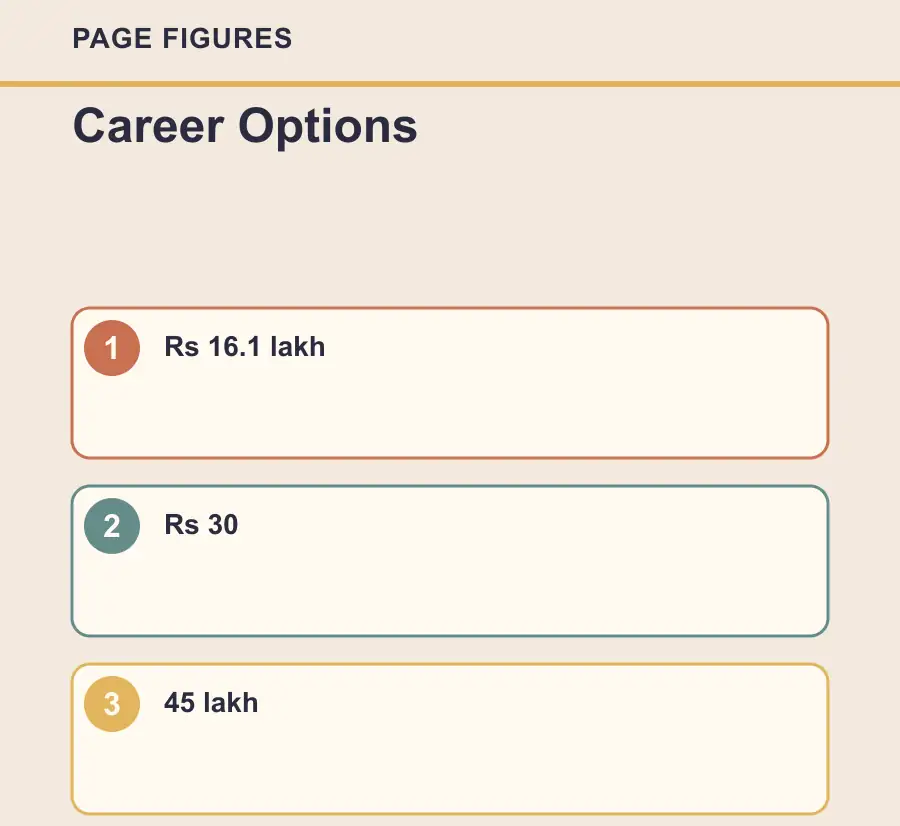 PAGE FIGURES
Career Options
1 Rs 16.1 lakh
2 Rs 30
3 45 lakh